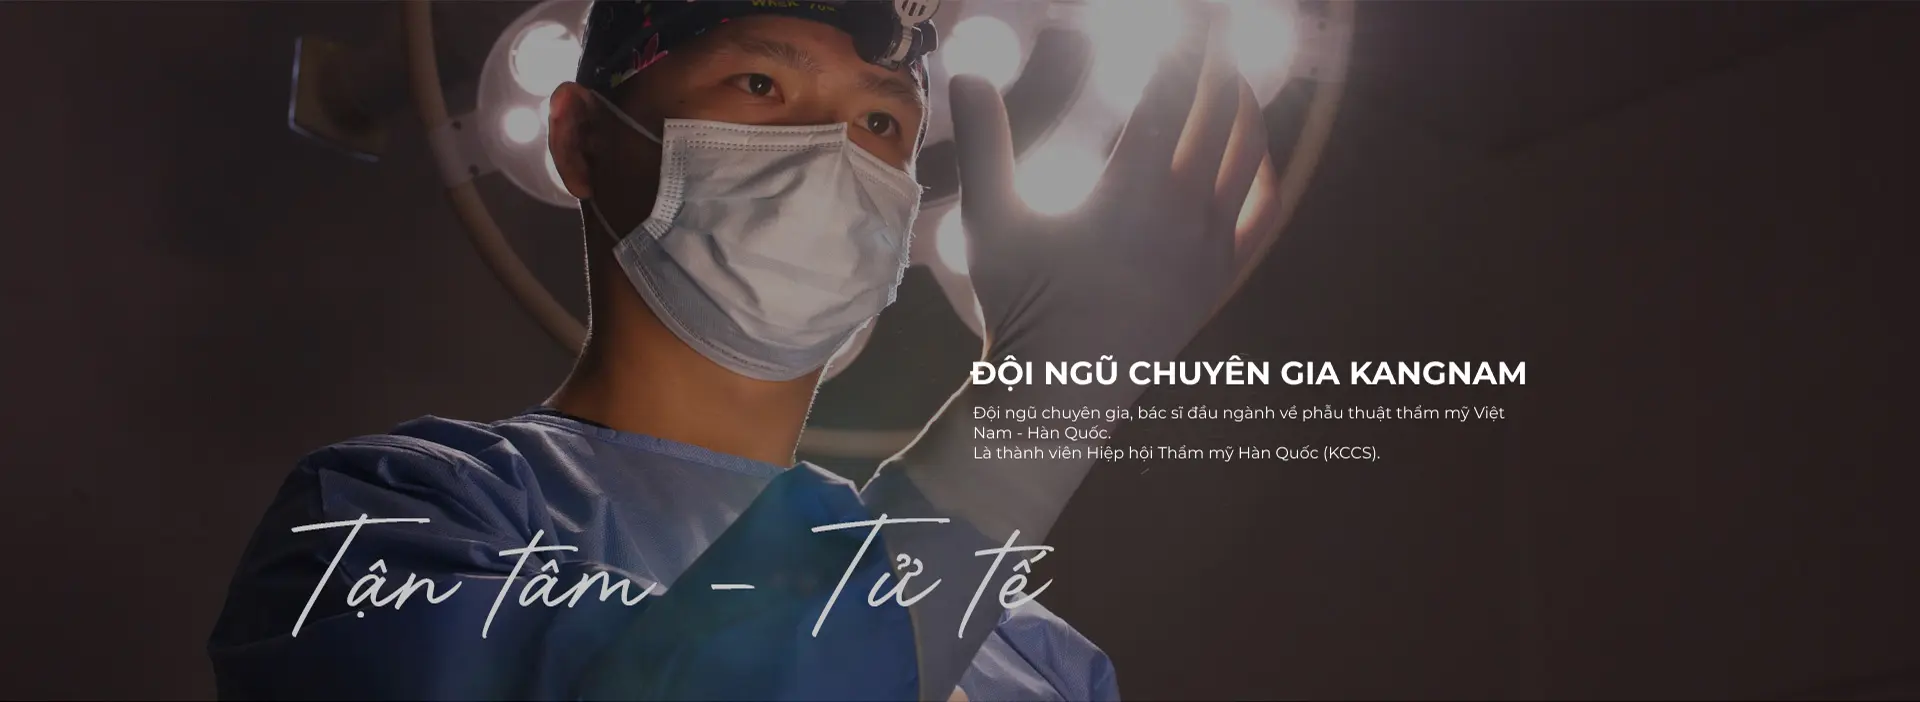 ĐỘI NGŨ CHUYÊN GIA KANGNAM
Đội ngũ chuyên gia, bác sĩ đầu ngành về phẫu thuật thẩm mỹ Việt
Nam - Hàn Quốc.
Là thành viên Hiệp hội Thẩm mỹ Hàn Quốc (KCCS).
Tận tâm - Tử tế